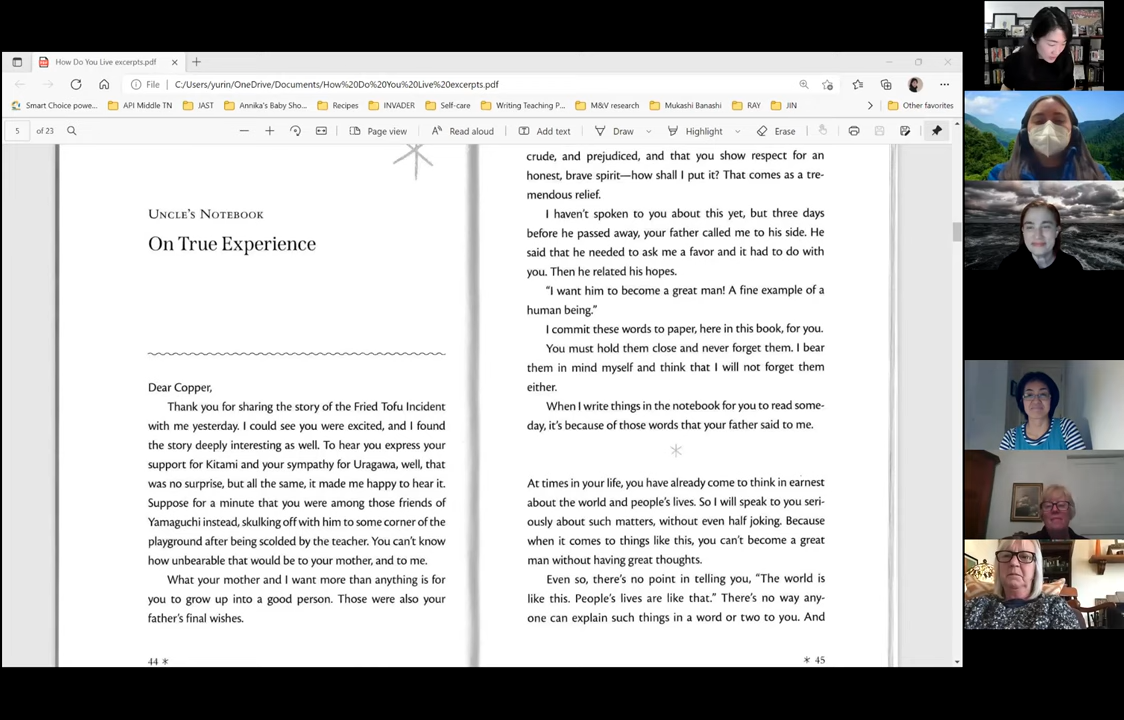 How Do You Live excerpts.pdf
File
C:/Users/yurin/OneDrive/Documents/How%20Do%20You%20Live%20excerpts.pdf
Smart Choice powe... API Middle TN JAST Annika's Baby Sho... Recipes INVADER Self-care Writing Teaching P... M&V research Mukashi Banashi RAY JIN Other favorites
5 of 23 Page view Read aloud Add text Draw Highlight Erase
UNCLE'S NOTEBOOK
On True Experience
Dear Copper,
Thank you for sharing the story of the Fried Tofu Incident
with me yesterday. I could see you were excited, and I found
the story deeply interesting as well. To hear you express your
support for Kitami and your sympathy for Uragawa, well, that
was no surprise, but all the same, it made me happy to hear it.
Suppose for a minute that you were among those friends of
Yamaguchi instead, skulking off with him to some corner of the
playground after being scolded by the teacher. You can't know
how unbearable that would be to your mother, and to me.
What your mother and I want more than anything is for
you to grow up into a good person. Those were also your
father's final wishes.
44 *
crude, and prejudiced, and that you show respect for an
honest, brave spirit—how shall I put it? That comes as a tre-
mendous relief.
I haven't spoken to you about this yet, but three days
before he passed away, your father called me to his side. He
said that he needed to ask me a favor and it had to do with
you. Then he related his hopes.
"I want him to become a great man! A fine example of a
human being."
I commit these words to paper, here in this book, for you.
You must hold them close and never forget them. I bear
them in mind myself and think that I will not forget them
either.
When I write things in the notebook for you to read some-
day, it's because of those words that your father said to me.
At times in your life, you have already come to think in earnest
about the world and people's lives. So I will speak to you seri-
ously about such matters, without even half joking. Because
when it comes to things like this, you can't become a great
man without having great thoughts.
Even so, there's no point in telling you, "The world is
like this. People's lives are like that." There's no way any-
one can explain such things in a word or two to you. And
* 45